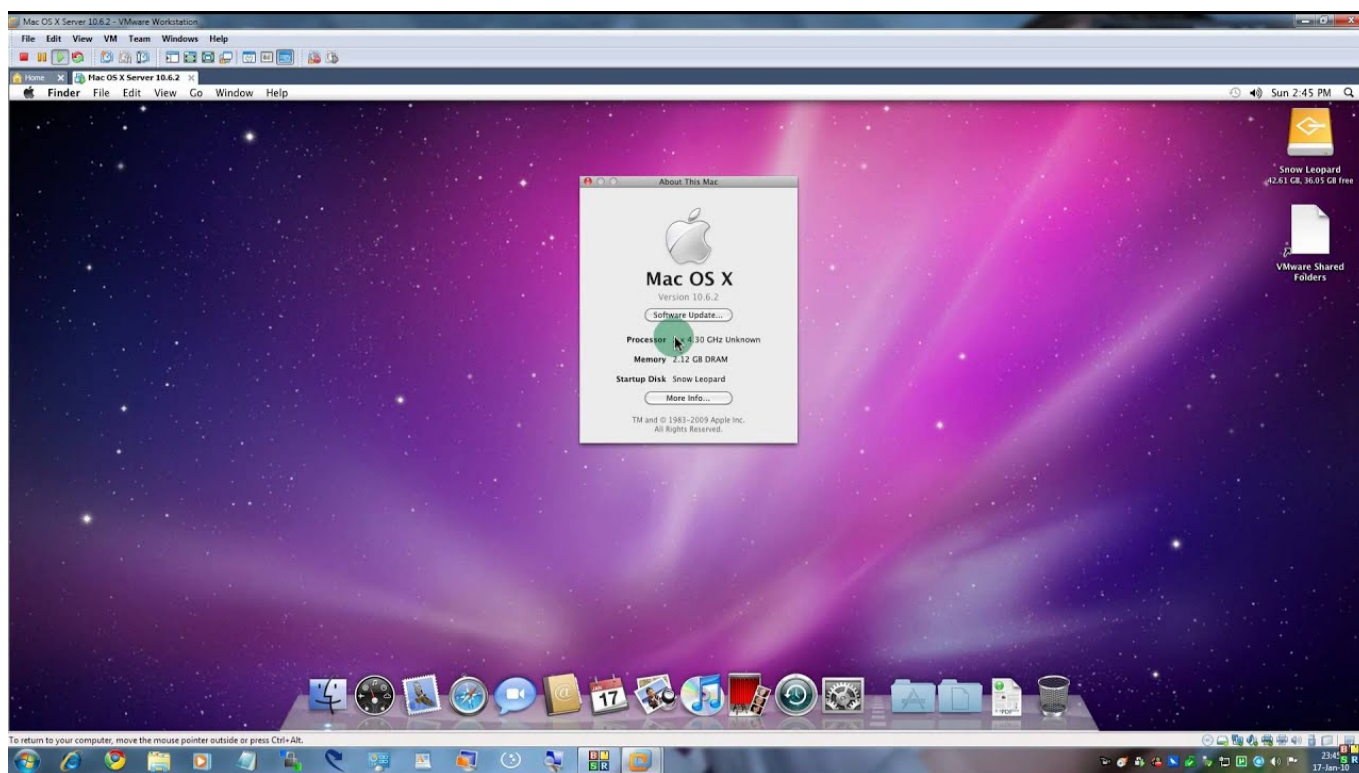 Mac OS X Server 10.6.2 - VMware Workstation
File Edit View VM Team Windows Help
Home Mac OS X Server 10.6.2
Finder File Edit View Go Window Help Sun 2:45 PM
Snow Leopard
42.61 GB, 36.05 GB free
VMware Shared
Folders
About This Mac
Mac OS X
Version 10.6.2
Software Update...
Processor 4.30 GHz Unknown
Memory 2.12 GB DRAM
Startup Disk Snow Leopard
More Info...
TM and © 1983-2009 Apple Inc.
All Rights Reserved.
JAN
17
PDF
To return to your computer, move the mouse pointer outside or press Ctrl+Alt.
23:45
17-Jan-10